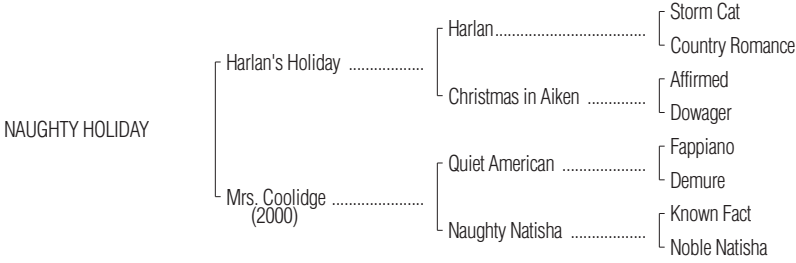 Storm Cat
Harlan....................................
Country Romance
Harlan's Holiday ..................
Affirmed
Christmas in Aiken ..............
Dowager
NAUGHTY HOLIDAY
Fappiano
Quiet American ....................
Demure
Mrs. Coolidge ......................
(2000)
Known Fact
Naughty Natisha ..................
Noble Natisha